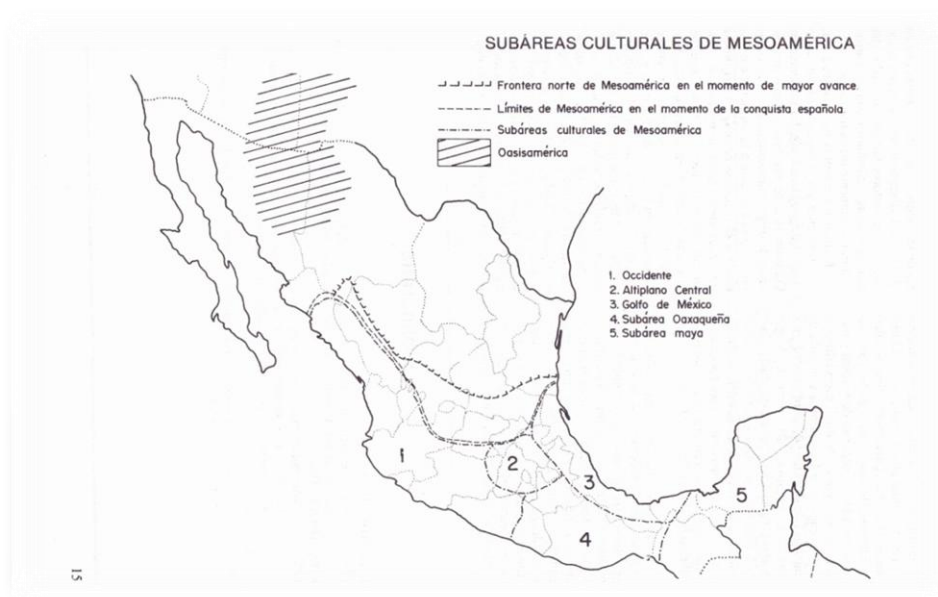 SUBÁREAS CULTURALES DE MESOAMÉRICA
Frontera norte de Mesoamérica en el momento de mayor avance.
Límites de Mesoamérica en el momento de la conquista española.
Subáreas culturales de Mesoamérica
Oasisamérica
1. Occidente
2. Altiplano Central
3. Golfo de México
4. Subárea Oaxaqueña
5. Subárea maya
1
2
3
4
5
15